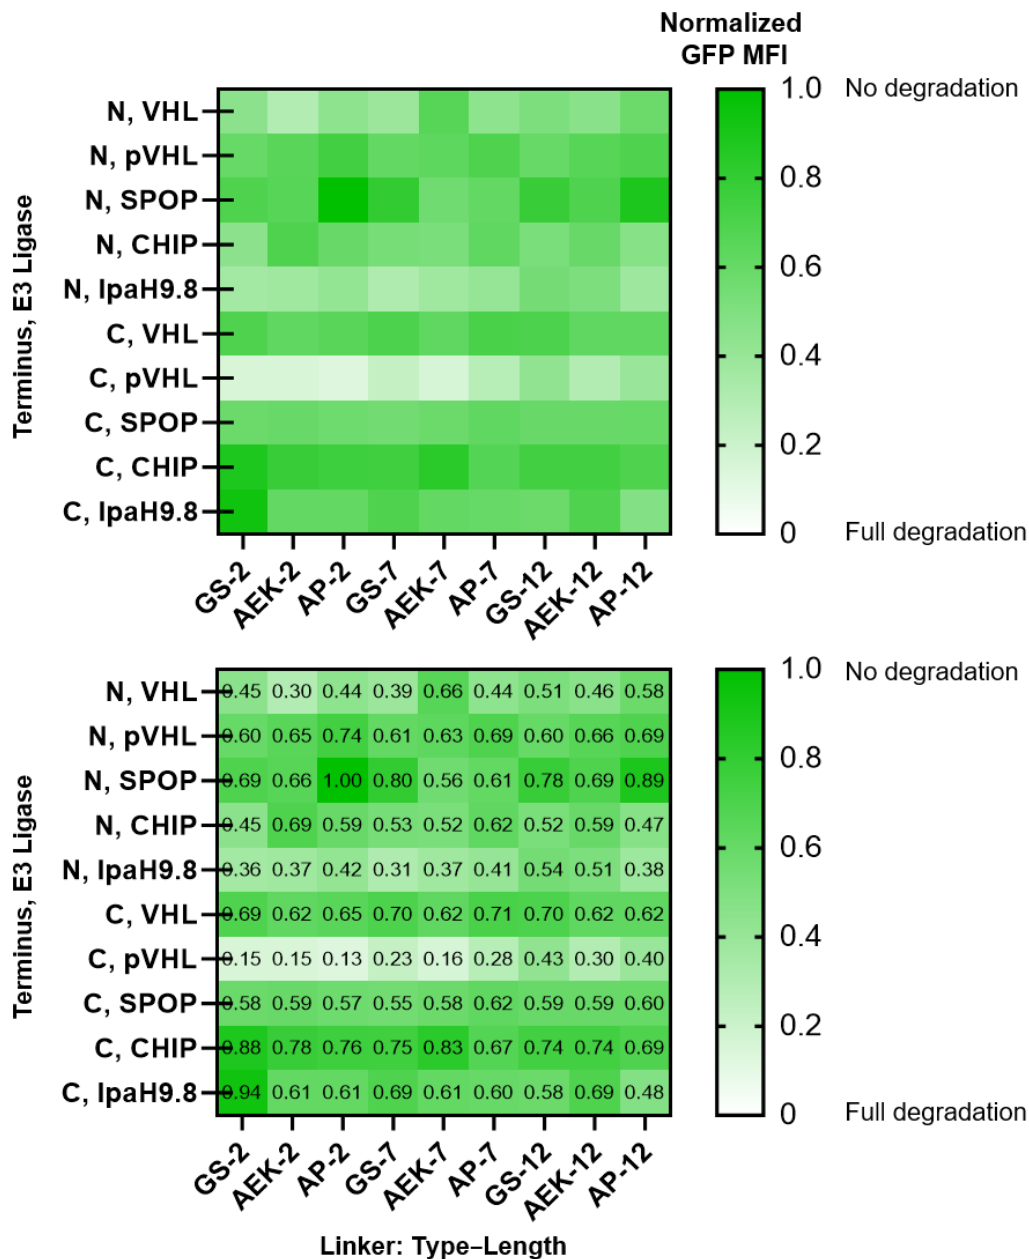 Normalized
GFP MFI
Terminus, E3 Ligase
N, VHL
N, pVHL
N, SPOP
N, CHIP
N, IpaH9.8
C, VHL
C, pVHL
C, SPOP
C, CHIP
C, IpaH9.8
GS-2 AEK-2 AP-2 GS-7 AEK-7 AP-7 GS-12 AEK-12 AP-12
1.0 No degradation
0.8
0.6
0.4
0.2
0 Full degradation
Terminus, E3 Ligase
N, VHL 0.45 0.30 0.44 0.39 0.66 0.44 0.51 0.46 0.58
N, pVHL 0.60 0.65 0.74 0.61 0.63 0.69 0.60 0.66 0.69
N, SPOP 0.69 0.66 1.00 0.80 0.56 0.61 0.78 0.69 0.89
N, CHIP 0.45 0.69 0.59 0.53 0.52 0.62 0.52 0.59 0.47
N, IpaH9.8 0.36 0.37 0.42 0.31 0.37 0.41 0.54 0.51 0.38
C, VHL 0.69 0.62 0.65 0.70 0.62 0.71 0.70 0.62 0.62
C, pVHL 0.15 0.15 0.13 0.23 0.16 0.28 0.43 0.30 0.40
C, SPOP 0.58 0.59 0.57 0.55 0.58 0.62 0.59 0.59 0.60
C, CHIP 0.88 0.78 0.76 0.75 0.83 0.67 0.74 0.74 0.69
C, IpaH9.8 0.94 0.61 0.61 0.69 0.61 0.60 0.58 0.69 0.48
GS-2 AEK-2 AP-2 GS-7 AEK-7 AP-7 GS-12 AEK-12 AP-12
Linker: Type–Length
1.0 No degradation
0.8
0.6
0.4
0.2
0 Full degradation